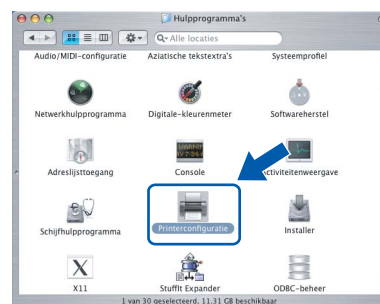 Hulpprogramma's
Alle locaties
Audio/MIDI-configuratie Aziatische tekstextra's Systeemprofiel
Netwerkhulpprogramma Digitale-kleurenmeter Softwareherstel
Adreslijsttoegang Console ctiviteitenweergave
Schijfhulpprogramma Printerconfiguratie Installer
X11 StuffIt Expander ODBC-beheer
1 van 30 geselecteerd, 11,31 GB beschikbaar